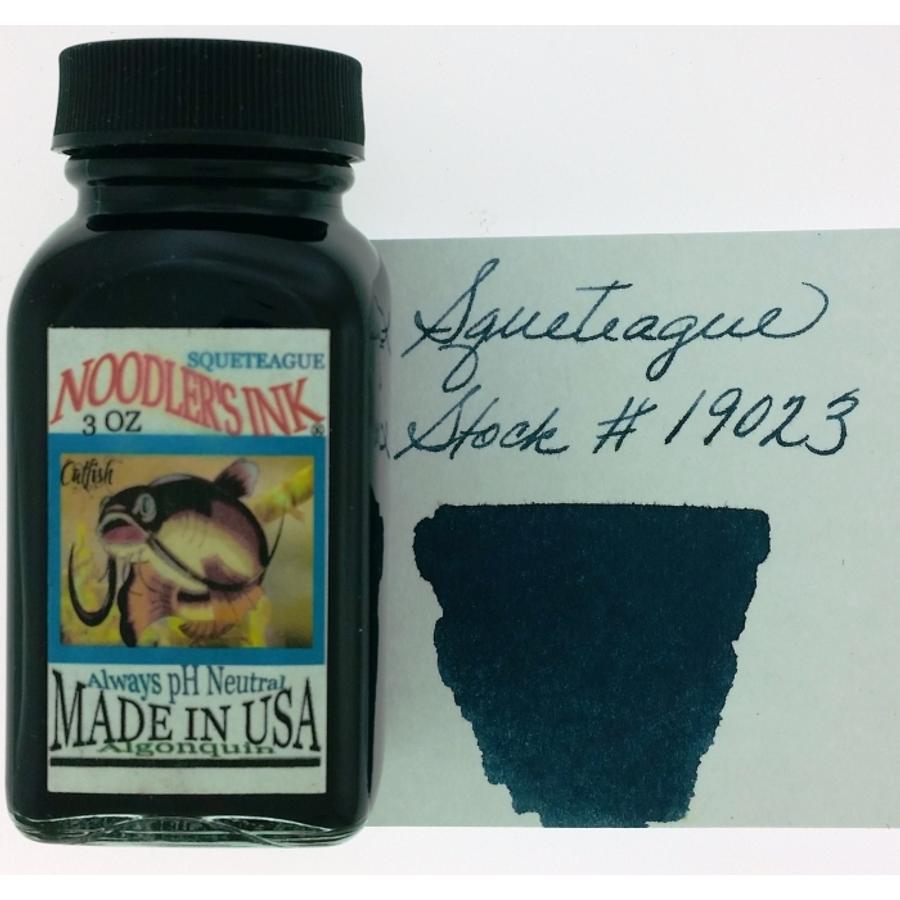 SQUETEAGUE
NOODLER'S INK ®
3 OZ
Catfish
Always pH Neutral
MADE IN USA
Algonquin
Squeteague
Stock # 19023